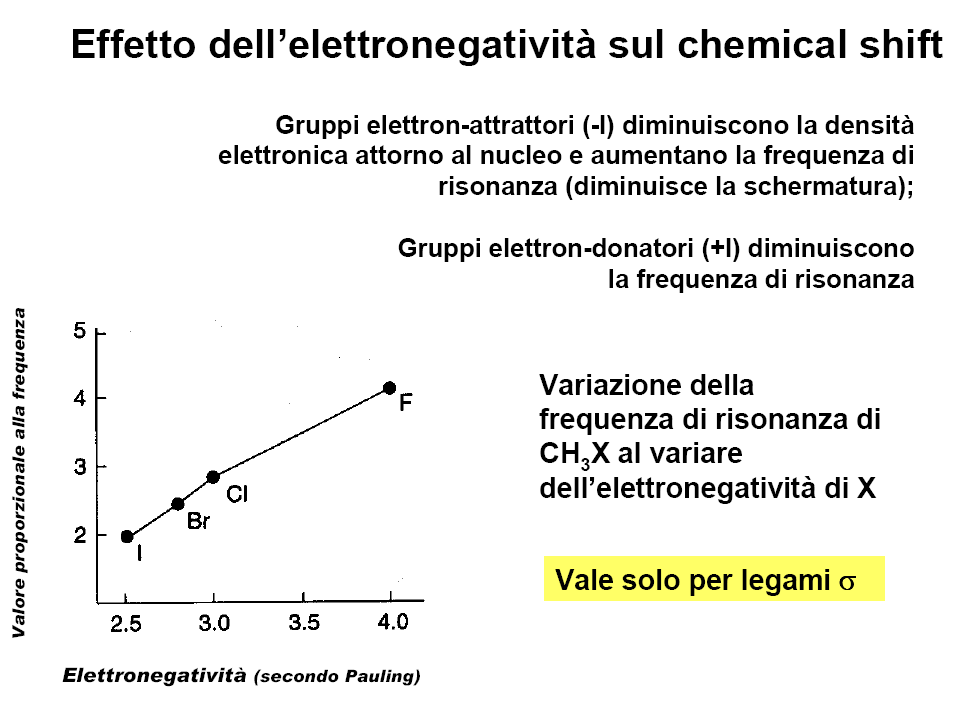 Effetto dell’elettronegatività sul chemical shift
Gruppi elettron-attrattori (-I) diminuiscono la densità
elettronica attorno al nucleo e aumentano la frequenza di
risonanza (diminuisce la schermatura);
Gruppi elettron-donatori (+I) diminuiscono
la frequenza di risonanza
Valore proporzionale alla frequenza
5
4
3
2
F
Cl
Br
I
2.5 3.0 3.5 4.0
Elettronegatività (secondo Pauling)
Variazione della
frequenza di risonanza di
CH₃X al variare
dell’elettronegatività di X
Vale solo per legami σ